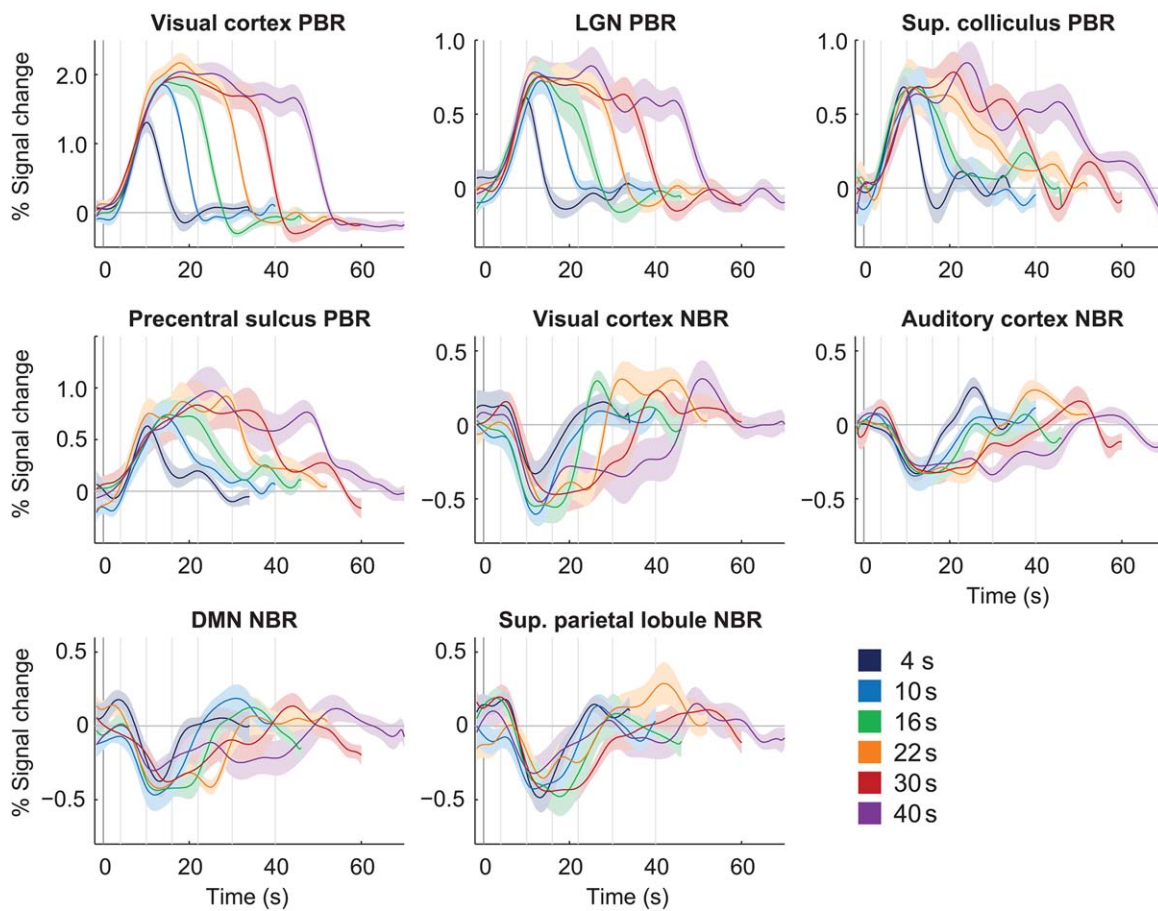 Visual cortex PBR
LGN PBR
Sup. colliculus PBR
% Signal change
2.0
1.0
0
1.0
0.5
0
1.0
0.5
0
0 20 40 60
0 20 40 60
0 20 40 60
Precentral sulcus PBR
Visual cortex NBR
Auditory cortex NBR
% Signal change
1.0
0.5
0
0.5
0
−0.5
0.5
0
−0.5
0 20 40 60
0 20 40 60
0 20 40 60
Time (s)
DMN NBR
Sup. parietal lobule NBR
% Signal change
0.5
0
−0.5
0.5
0
−0.5
0 20 40 60
0 20 40 60
Time (s)
Time (s)
4 s
10 s
16 s
22 s
30 s
40 s